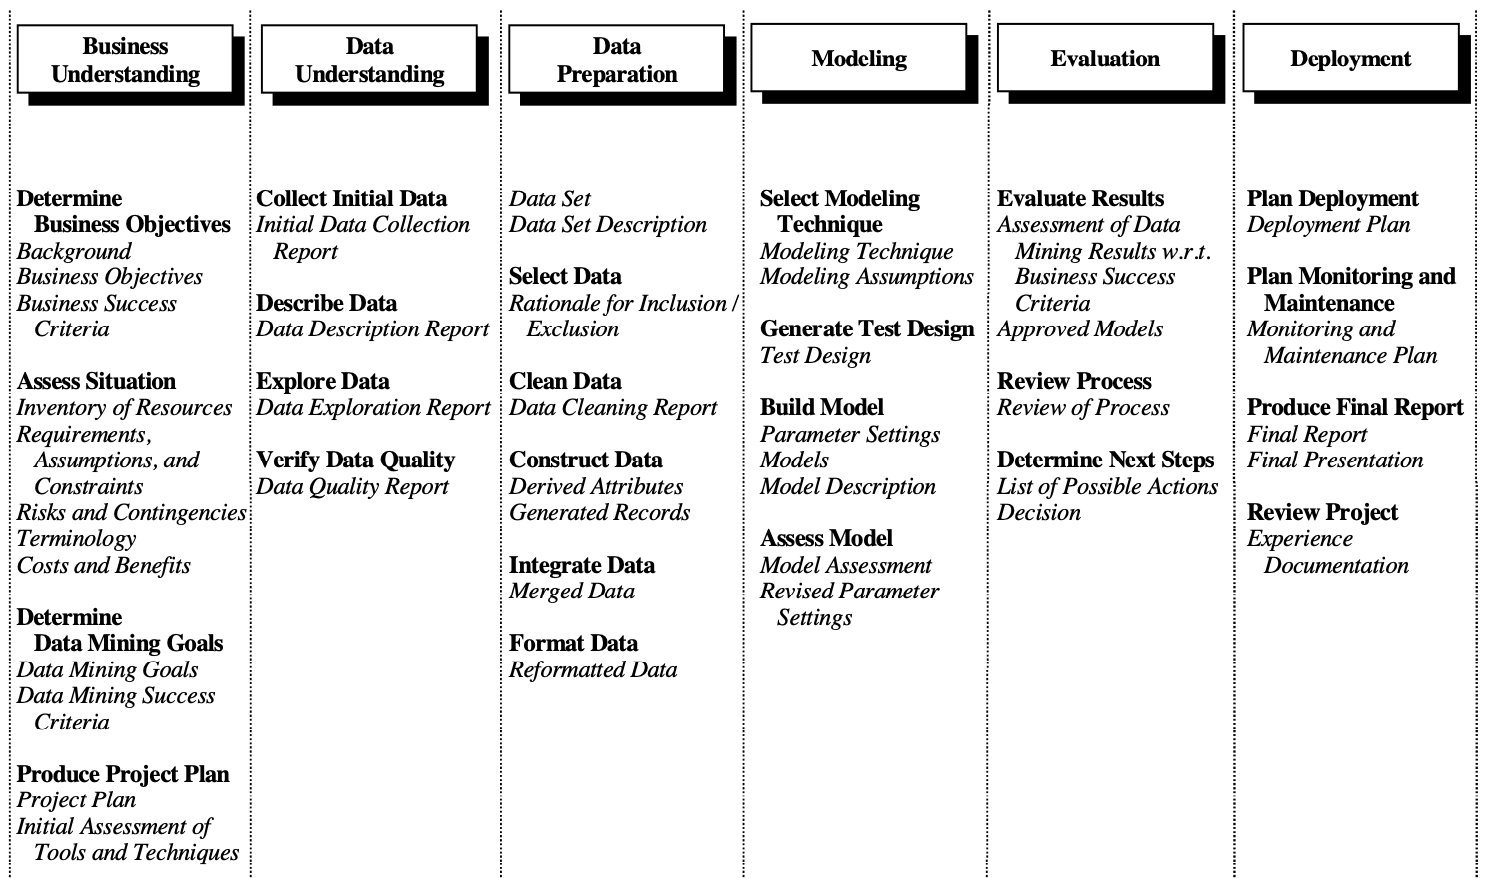 Business
Understanding
Determine
Business Objectives
Background
Business Objectives
Business Success
Criteria
Assess Situation
Inventory of Resources
Requirements,
Assumptions, and
Constraints
Risks and Contingencies
Terminology
Costs and Benefits
Determine
Data Mining Goals
Data Mining Goals
Data Mining Success
Criteria
Produce Project Plan
Project Plan
Initial Assessment of
Tools and Techniques
Data
Understanding
Collect Initial Data
Initial Data Collection
Report
Describe Data
Data Description Report
Explore Data
Data Exploration Report
Verify Data Quality
Data Quality Report
Data
Preparation
Data Set
Data Set Description
Select Data
Rationale for Inclusion /
Exclusion
Clean Data
Data Cleaning Report
Construct Data
Derived Attributes
Generated Records
Integrate Data
Merged Data
Format Data
Reformatted Data
Modeling
Select Modeling
Technique
Modeling Technique
Modeling Assumptions
Generate Test Design
Test Design
Build Model
Parameter Settings
Models
Model Description
Assess Model
Model Assessment
Revised Parameter
Settings
Evaluation
Evaluate Results
Assessment of Data
Mining Results w.r.t.
Business Success
Criteria
Approved Models
Review Process
Review of Process
Determine Next Steps
List of Possible Actions
Decision
Deployment
Plan Deployment
Deployment Plan
Plan Monitoring and
Maintenance
Monitoring and
Maintenance Plan
Produce Final Report
Final Report
Final Presentation
Review Project
Experience
Documentation